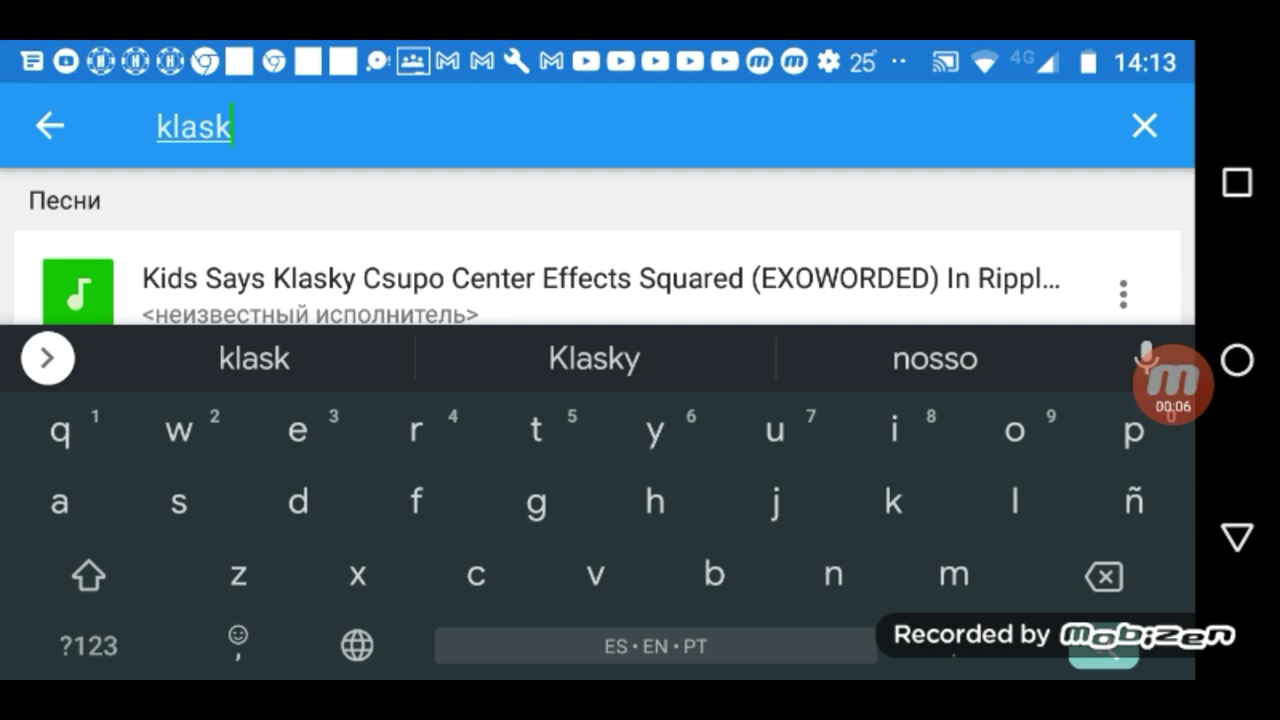 25° 4G 14:13
klask
Песни
Kids Says Klasky Csupo Center Effects Squared (EXOWORDED) In Rippl...
<неизвестный исполнитель>
klask Klasky nosso
m
00:06
q 1 w 2 e 3 r 4 t 5 y 6 u 7 i 8 o 9 p 0
a s d f g h j k l ñ
z x c v b n m
?123 , ES • EN • PT
Recorded by mobizen